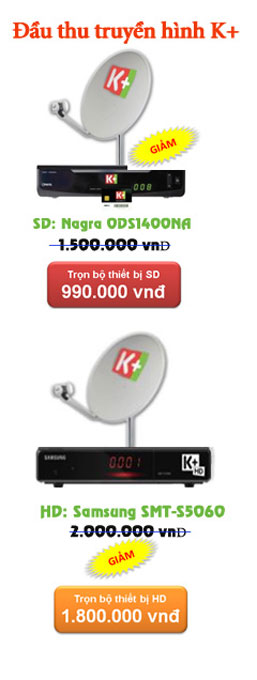 Đầu thu truyền hình K+
K+
GIẢM
K+
008
SD: Nagra ODS1400NA
1.500.000 vnĐ
Trọn bộ thiết bị SD
990.000 vnđ
K+
SAMSUNG
0001
K+
HD
HD: Samsung SMT-S5060
2.000.000 vnĐ
GIẢM
Trọn bộ thiết bị HD
1.800.000 vnđ